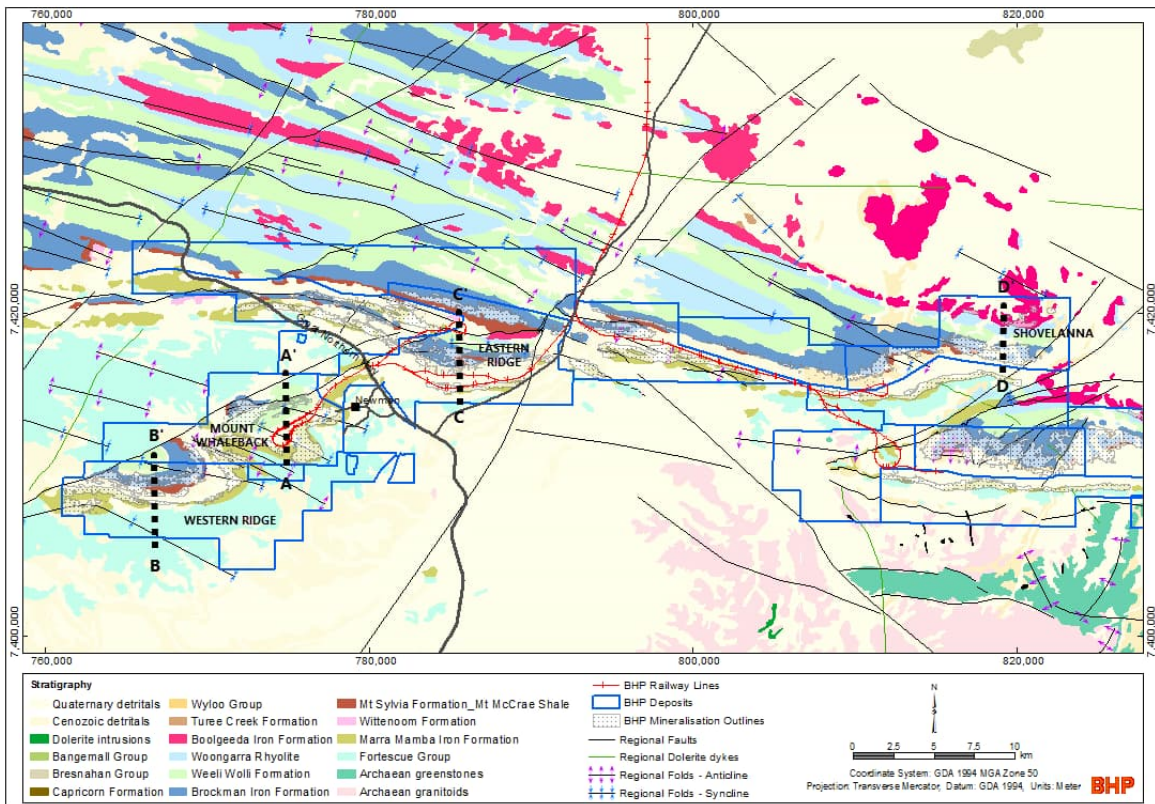 760,000
780,000
800,000
820,000
7,420,000
7,420,000
C'
D'
SHOVELANNA
EASTERN
RIDGE
A'
D
Great Northern
Newman
C
MOUNT
WHALEBACK
B'
A
WESTERN RIDGE
B
7,400,000
7,400,000
760,000
780,000
800,000
820,000
Stratigraphy
Quaternary detritals
Cenozoic detritals
Dolerite intrusions
Bangemall Group
Bresnahan Group
Capricorn Formation
Wyloo Group
Turee Creek Formation
Boolgeeda Iron Formation
Woongarra Rhyolite
Weeli Wolli Formation
Brockman Iron Formation
Mt Sylvia Formation_Mt McCrae Shale
Wittenoom Formation
Marra Mamba Iron Formation
Fortescue Group
Archaean greenstones
Archaean granitoids
BHP Railway Lines
BHP Deposits
BHP Mineralisation Outlines
Regional Faults
Regional Dolerite dykes
Regional Folds - Anticline
Regional Folds - Syncline
N
0 2.5 5 7.5 10
km
Coordinate System: GDA 1994 MGA Zone 50
Projection: Transverse Mercator, Datum: GDA 1994, Units: Meter
BHP